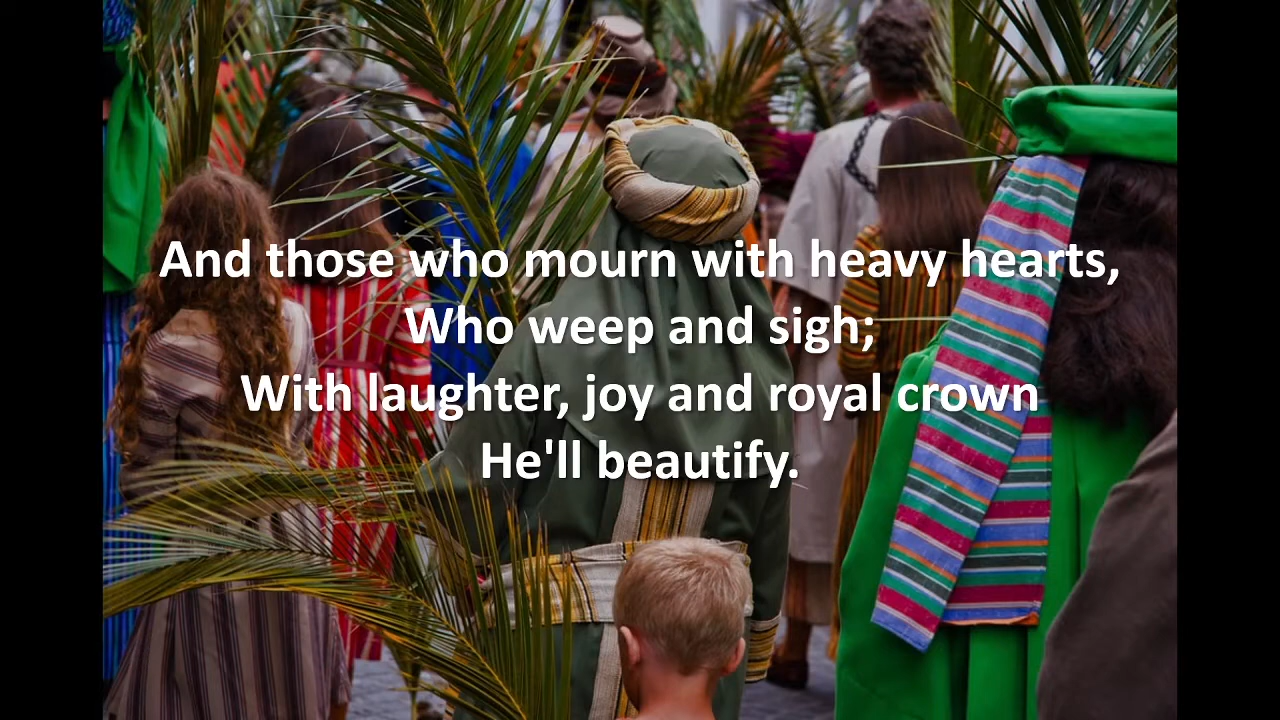 And those who mourn with heavy hearts,
Who weep and sigh;
With laughter, joy and royal crown
He'll beautify.